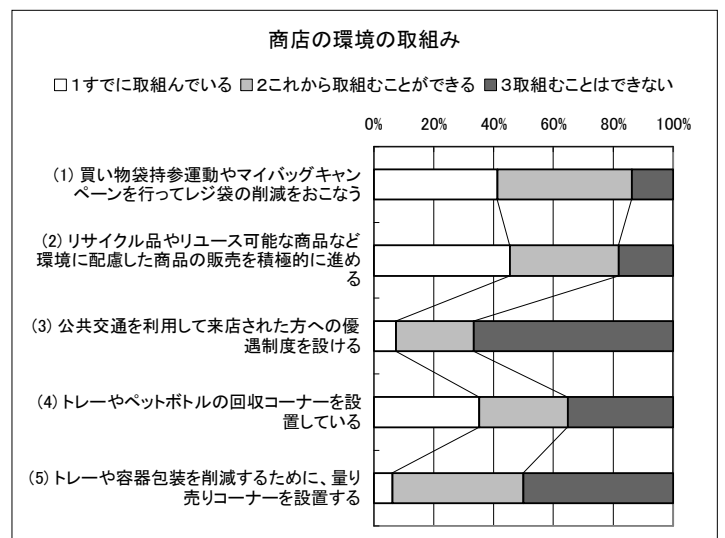 商店の環境の取組み
□1すでに取組んでいる ■2これから取組むことができる ■3取組むことはできない
0% 20% 40% 60% 80% 100%
(1) 買い物袋持参運動やマイバッグキャン
ペーンを行ってレジ袋の削減をおこなう
(2) リサイクル品やリユース可能な商品など
環境に配慮した商品の販売を積極的に進め
る
(3) 公共交通を利用して来店された方への優
遇制度を設ける
(4) トレーやペットボトルの回収コーナーを設
置している
(5) トレーや容器包装を削減するために、量り
売りコーナーを設置する